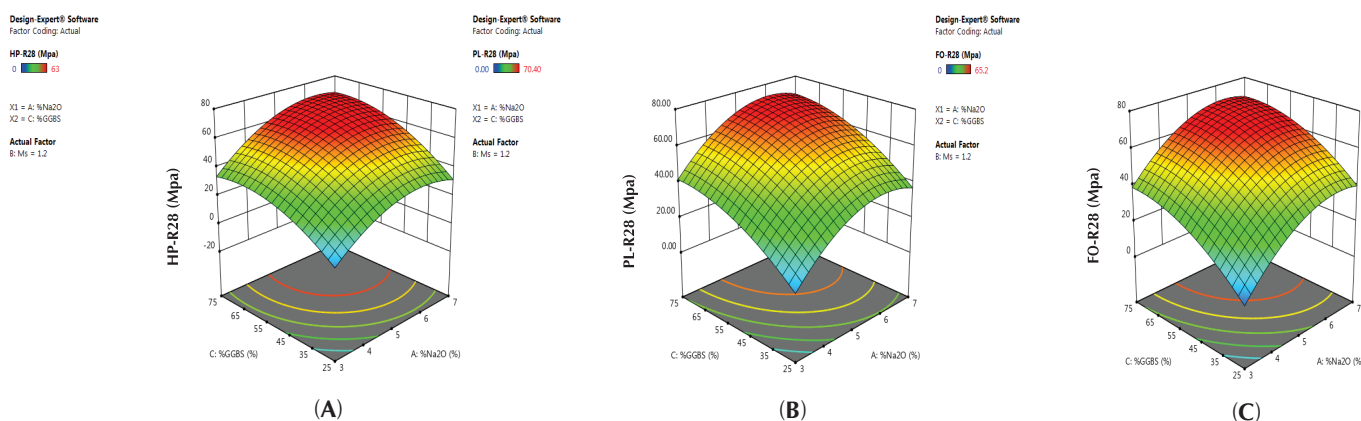 Design-Expert® Software
Factor Coding: Actual
HP-R28 (Mpa)
0 63
X1 = A: %Na2O
X2 = C: %GGBS
Actual Factor
B: Ms = 1.2
HP-R28 (Mpa)
80
60
40
20
0
-20
75
65
55
45
35
25
3
4
5
6
7
C: %GGBS (%)
A: %Na2O (%)
(A)
Design-Expert® Software
Factor Coding: Actual
PL-R28 (Mpa)
0.00 70.40
X1 = A: %Na2O
X2 = C: %GGBS
Actual Factor
B: Ms = 1.2
PL-R28 (Mpa)
80.00
60.00
40.00
20.00
0.00
75
65
55
45
35
25
3
4
5
6
7
C: %GGBS (%)
A: %Na2O (%)
(B)
Design-Expert® Software
Factor Coding: Actual
FO-R28 (Mpa)
0 65.2
X1 = A: %Na2O
X2 = C: %GGBS
Actual Factor
B: Ms = 1.2
FO-R28 (Mpa)
80
60
40
20
0
75
65
55
45
35
25
3
4
5
6
7
C: %GGBS (%)
A: %Na2O (%
(C)